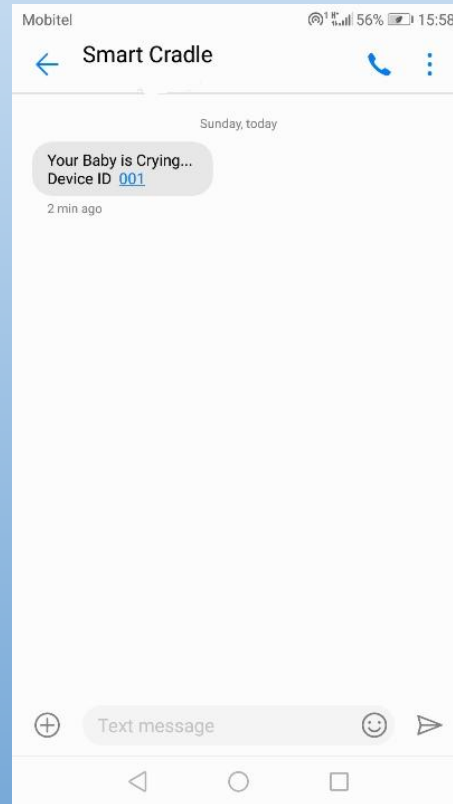 Mobitel 56% 15:58
Smart Cradle
Sunday, today
Your Baby is Crying...
Device ID 001
2 min ago
Text message